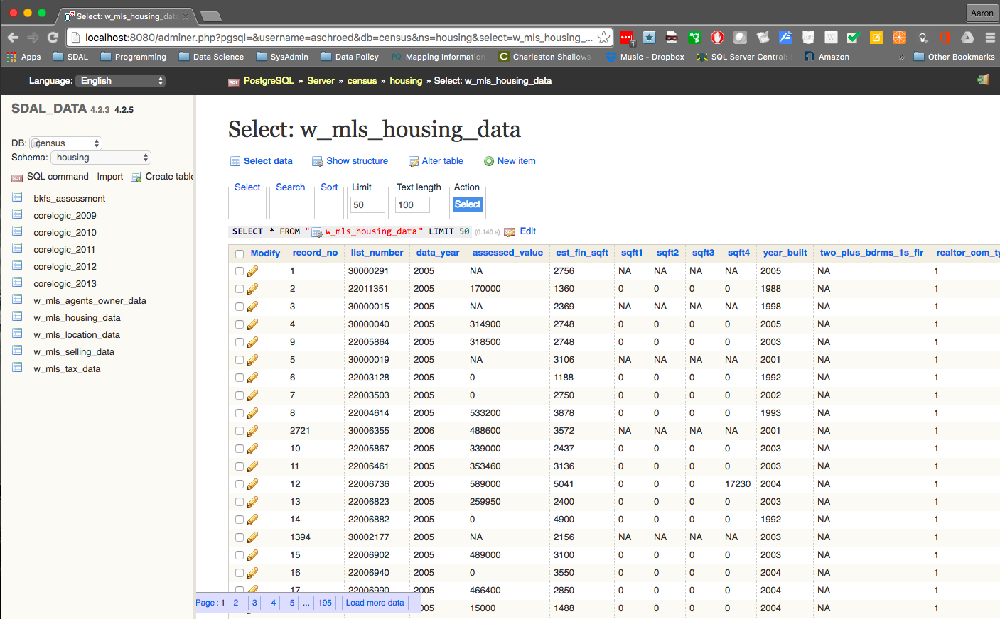 Select: w_mls_housing_dat
Aaron
localhost:8080/adminer.php?pgsql=&username=aschroed&db=census&ns=housing&select=w_mls_housing_...
1
Apps SDAL Programming Data Science SysAdmin Data Policy PQ Mapping Information C Charleston Shallows Music - Dropbox SQL Server Central: Amazon » Other Bookmarks
Language: English
SQL PostgreSQL » Server » census » housing » Select: w_mls_housing_data
SDAL_DATA 4.2.3 4.2.5
DB: census
Schema: housing
SQL SQL command Import Create table
bkfs_assessment
corelogic_2009
corelogic_2010
corelogic_2011
corelogic_2012
corelogic_2013
w_mls_agents_owner_data
w_mls_housing_data
w_mls_location_data
w_mls_selling_data
w_mls_tax_data
Select: w_mls_housing_data
Select data Show structure Alter table New item
Select Search Sort Limit Text length Action
50 100 Select
SELECT * FROM "w_mls_housing_data" LIMIT 50 (0.140 s) Edit
Modify record_no list_number data_year assessed_value est_fin_sqft sqft1 sqft2 sqft3 sqft4 year_built two_plus_bdrms_1s_flr realtor_com_ty
1 30000291 2005 NA 2756 NA NA NA NA 2005 NA 1
2 22011351 2005 170000 1360 0 0 0 0 1988 NA 1
3 30000015 2005 NA 2369 NA NA NA NA 1998 NA 1
4 30000040 2005 314900 2748 0 0 0 0 2005 NA 1
9 22005864 2005 318500 2748 0 0 0 0 2003 NA 1
5 30000019 2005 NA 3106 NA NA NA NA 2001 NA 1
6 22003128 2005 0 1188 0 0 0 0 1992 NA 1
7 22003503 2005 0 2750 0 0 0 0 2002 NA 1
8 22004614 2005 533200 3878 0 0 0 0 1993 NA 1
2721 30006355 2006 488600 3572 NA NA NA NA 2001 NA 1
10 22005867 2005 339000 2437 0 0 0 0 2003 NA 1
11 22006461 2005 353460 3136 0 0 0 0 2003 NA 1
12 22006736 2005 589000 5041 0 0 0 17230 2004 NA 1
13 22006823 2005 259950 2400 0 0 0 0 2003 NA 1
14 22006882 2005 0 4900 0 0 0 0 1992 NA 1
1394 30002177 2005 NA 2156 NA NA NA NA 2003 NA 1
15 22006902 2005 489000 3100 0 0 0 0 2003 NA 1
16 22006940 2005 0 3550 0 0 0 0 2004 NA 1
17 22006990 2005 466400 2850 0 0 0 0 2004 NA 1
005 15000 1488 0 0 0 0 2004 NA 1
Page: 1 2 3 4 5 ... 195 Load more data